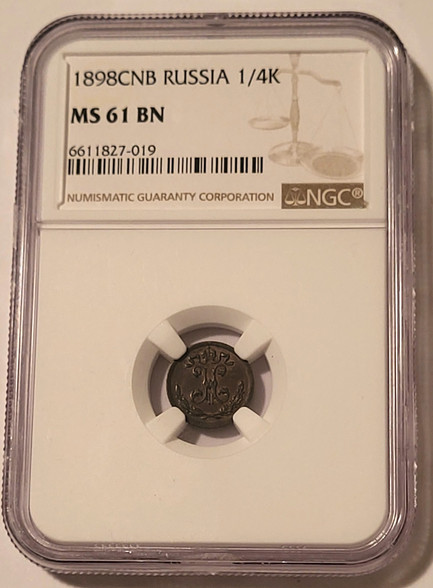 1898CNB RUSSIA 1/4K
MS 61 BN
6611827-019
NUMISMATIC GUARANTY CORPORATION NGC®